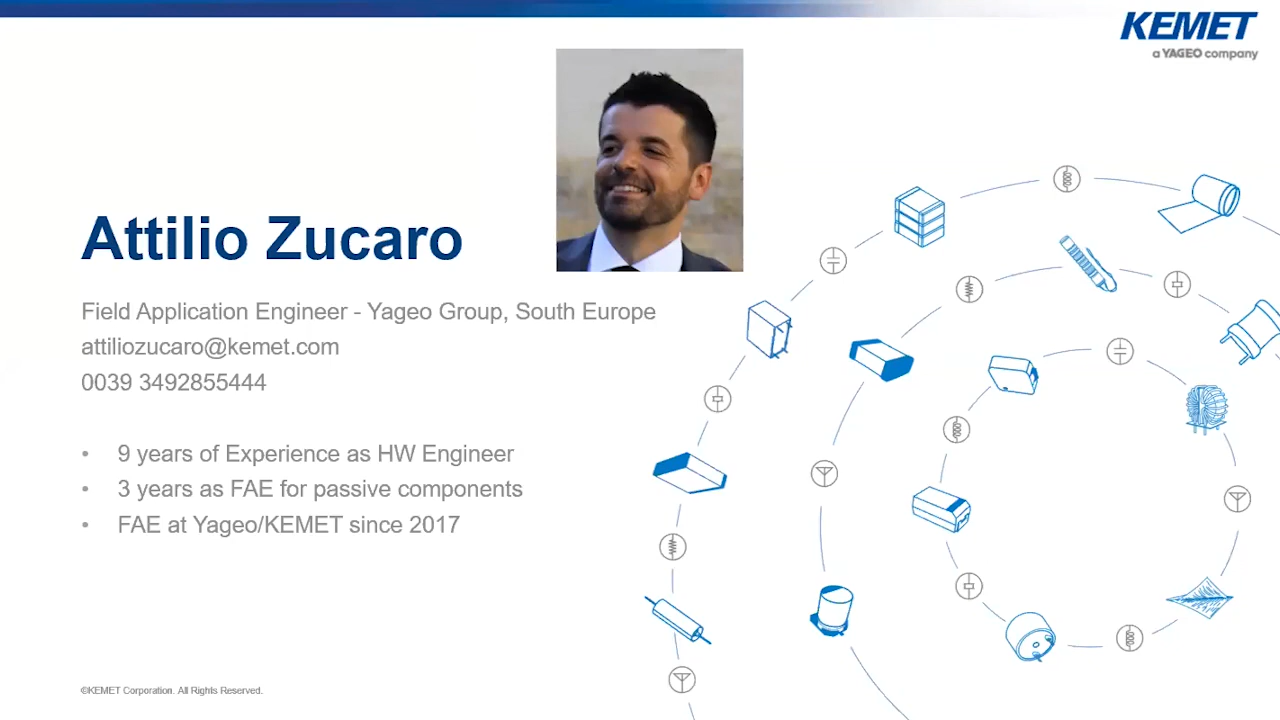 KEMET
a YAGEO company
Attilio Zucaro
Field Application Engineer - Yageo Group, South Europe
attiliozucaro@kemet.com
0039 3492855444
• 9 years of Experience as HW Engineer
• 3 years as FAE for passive components
• FAE at Yageo/KEMET since 2017
©KEMET Corporation. All Rights Reserved.